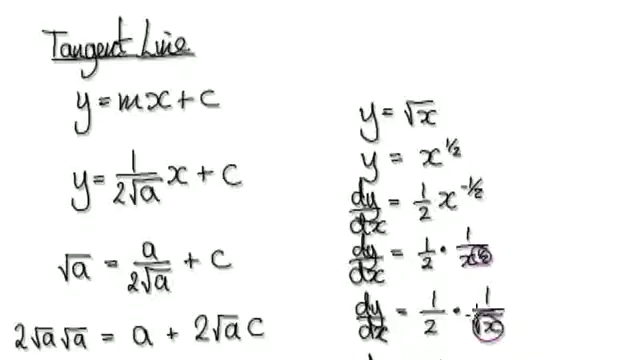 Tangent Line
y = mx + c
y = 1/(2√a) x + c
√a = a/(2√a) + c
2√a√a = a + 2√a c
y = √x
y = x^(1/2)
dy/dx = 1/2 x^(-1/2)
dy/dx = 1/2 · 1/x^(1/2)
dy/dx = 1/2 · 1/√x